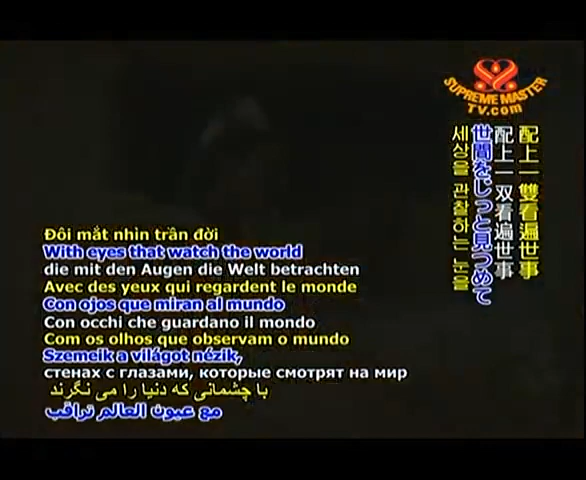 SUPREME MASTER
TV.com
配上一雙看遍世事
配上一双看遍世事
世間をじっと見つめて
세상을 관찰하는 눈을
Đôi mắt nhìn trần đời
With eyes that watch the world
die mit den Augen die Welt betrachten
Avec des yeux qui regardent le monde
Con ojos que miran al mundo
Con occhi che guardano il mondo
Com os olhos que observam o mundo
Szemeik a világot nézik,
стенах с глазами, которые смотрят на мир
با چشمانی که دنیا را می نگرند
مع عيون العالم تراقب